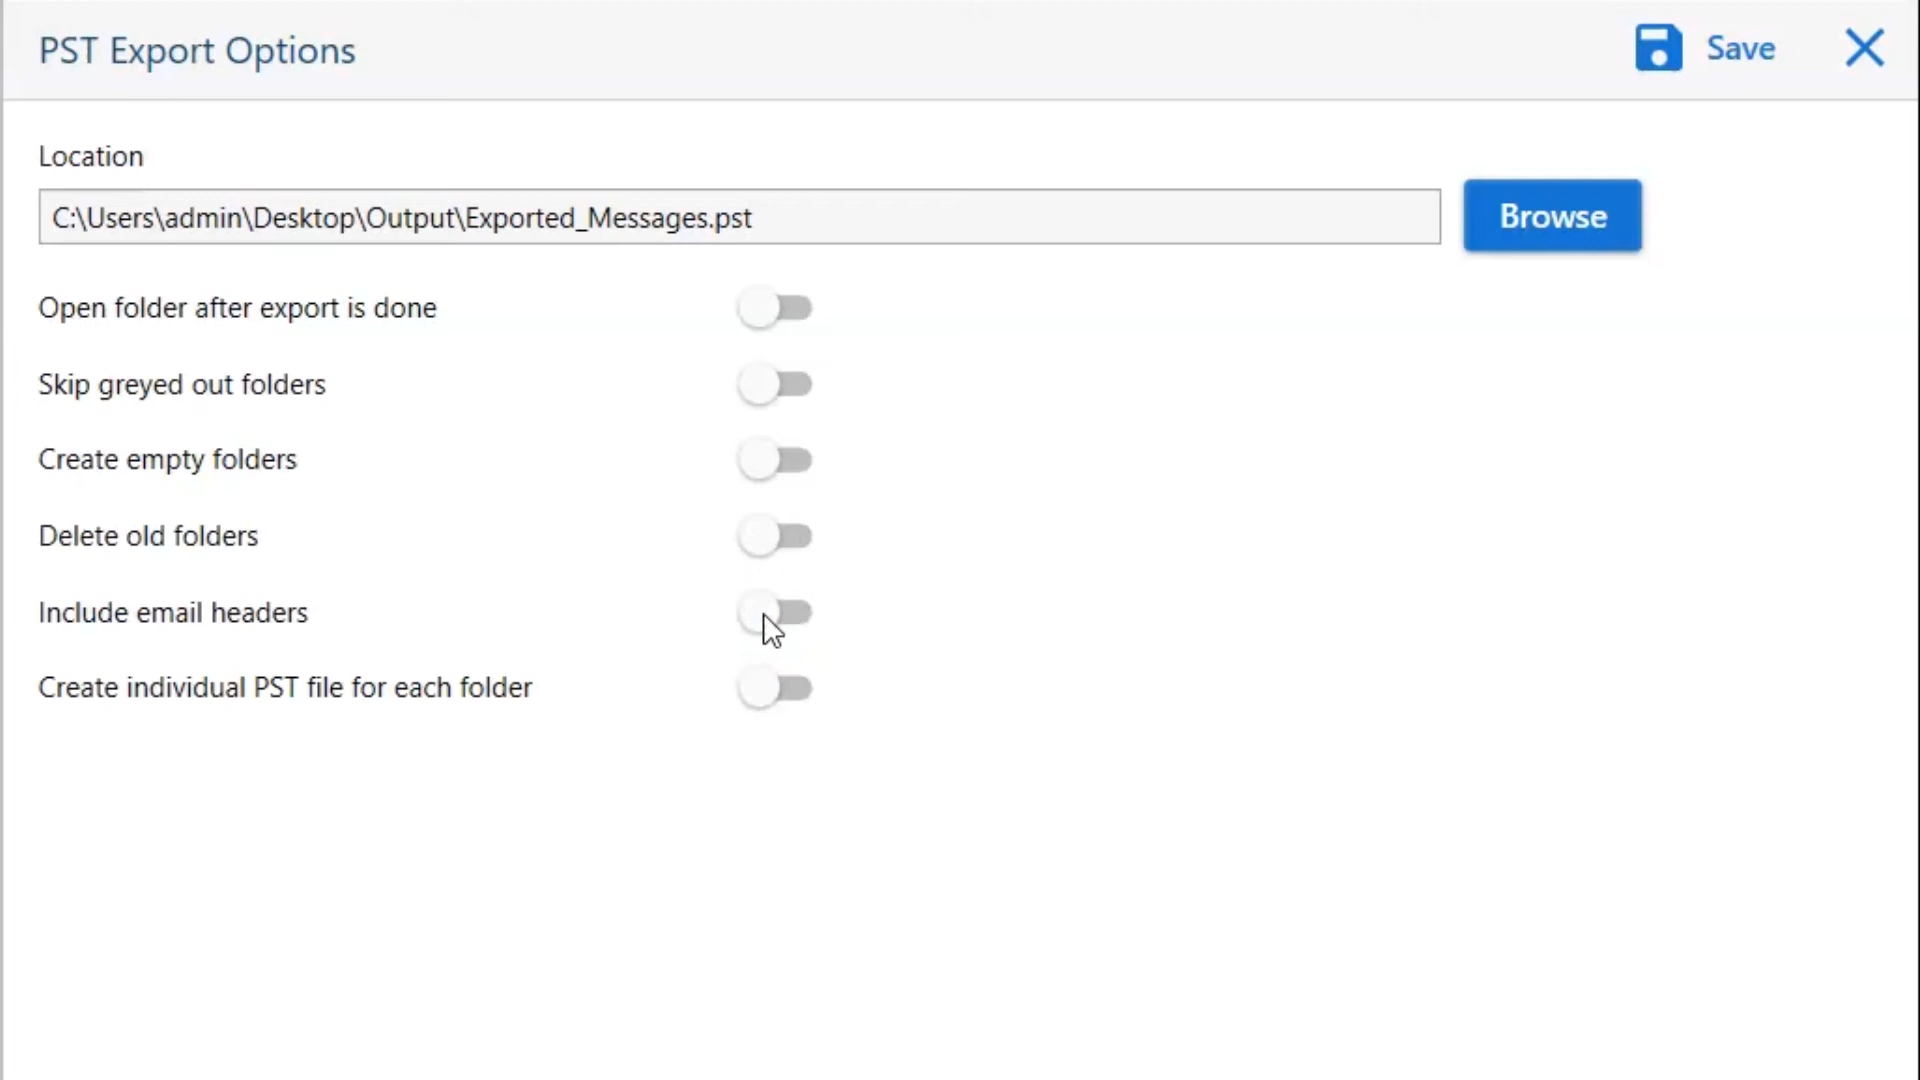 PST Export Options
Save
Location
C:\Users\admin\Desktop\Output\Exported_Messages.pst
Browse
Open folder after export is done
Skip greyed out folders
Create empty folders
Delete old folders
Include email headers
Create individual PST file for each folder